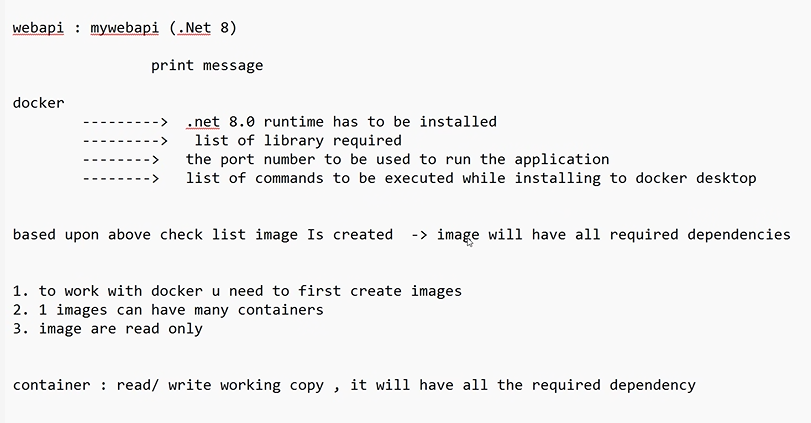 webapi : mywebapi (.Net 8)
print message
docker
---------> .net 8.0 runtime has to be installed
---------> list of library required
--------> the port number to be used to run the application
--------> list of commands to be executed while installing to docker desktop
based upon above check list image Is created -> image will have all required dependencies
1. to work with docker u need to first create images
2. 1 images can have many containers
3. image are read only
container : read/ write working copy , it will have all the required dependency